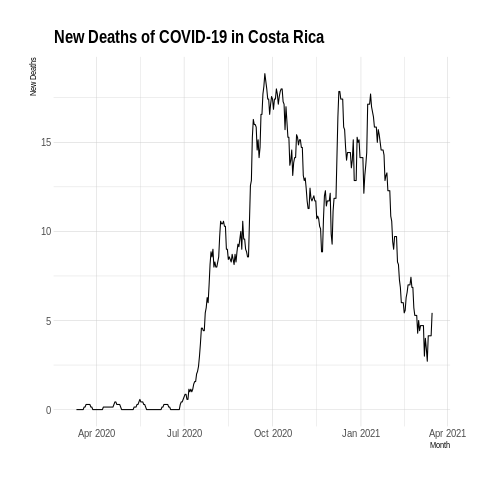 New Deaths of COVID-19 in Costa Rica
New Deaths
15
10
5
0
Apr 2020 Jul 2020 Oct 2020 Jan 2021 Apr 2021
Month